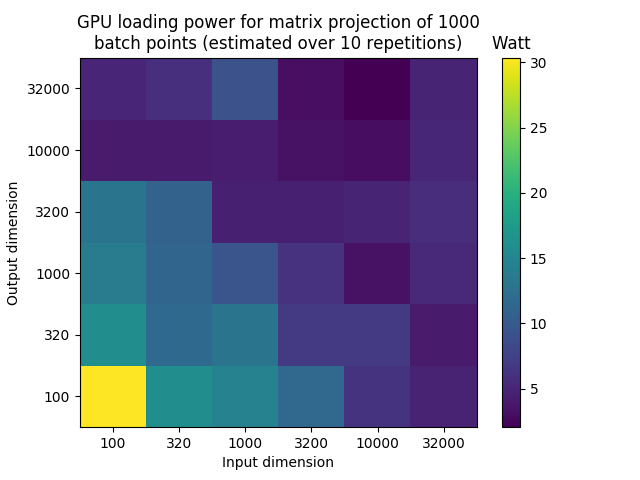 GPU loading power for matrix projection of 1000
batch points (estimated over 10 repetitions)
Watt
30
25
20
15
10
5
Output dimension
32000
10000
3200
1000
320
100
100 320 1000 3200 10000 32000
Input dimension